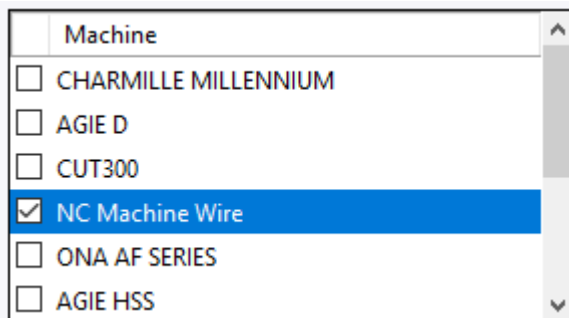 Machine
CHARMILLE MILLENNIUM
AGIE D
CUT300
NC Machine Wire
ONA AF SERIES
AGIE HSS